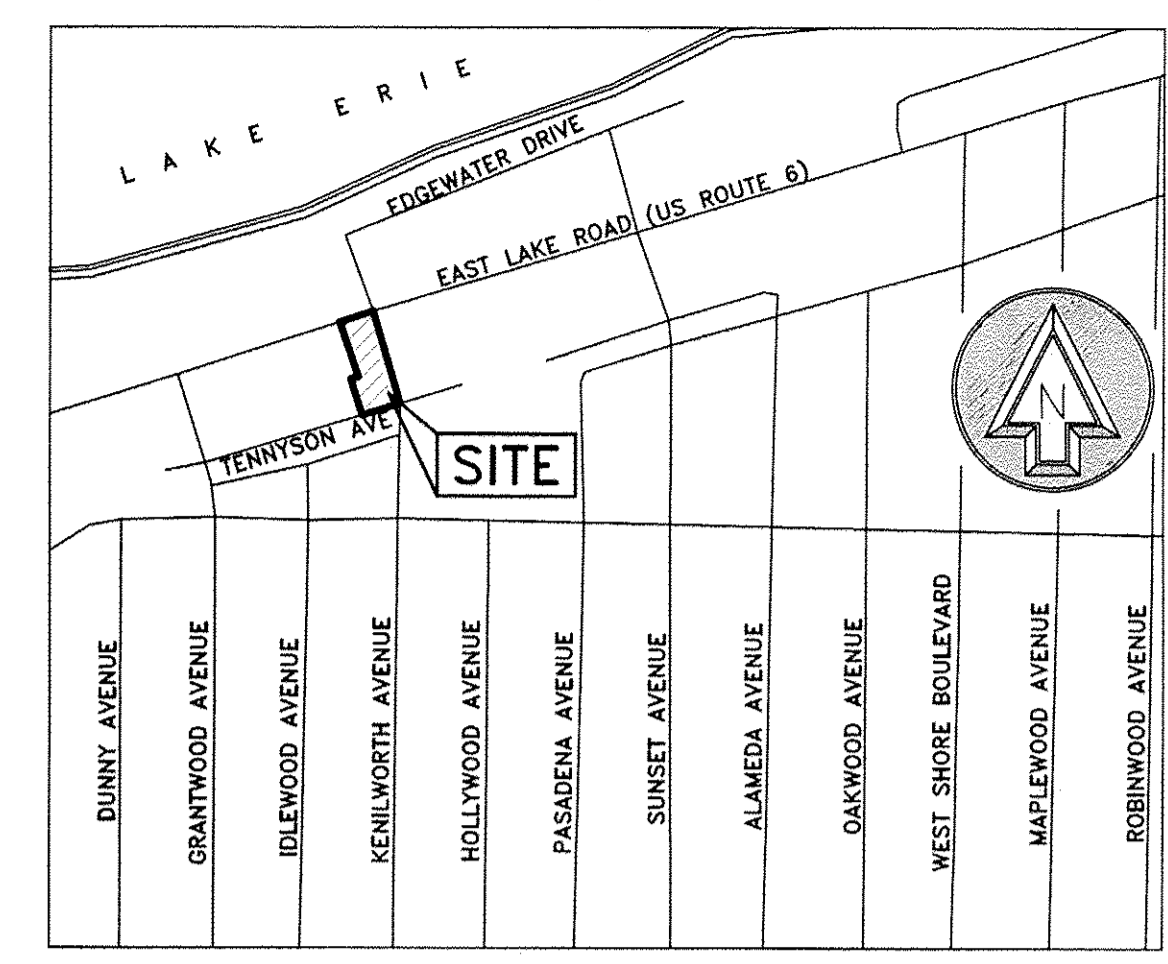 LAKE ERIE
EDGEWATER DRIVE
EAST LAKE ROAD (US ROUTE 6)
TENNYSON AVE
SITE
N
DUNNY AVENUE
GRANTWOOD AVENUE
IDLEWOOD AVENUE
KENILWORTH AVENUE
HOLLYWOOD AVENUE
PASADENA AVENUE
SUNSET AVENUE
ALAMEDA AVENUE
OAKWOOD AVENUE
WEST SHORE BOULEVARD
MAPLEWOOD AVENUE
ROBINWOOD AVENUE